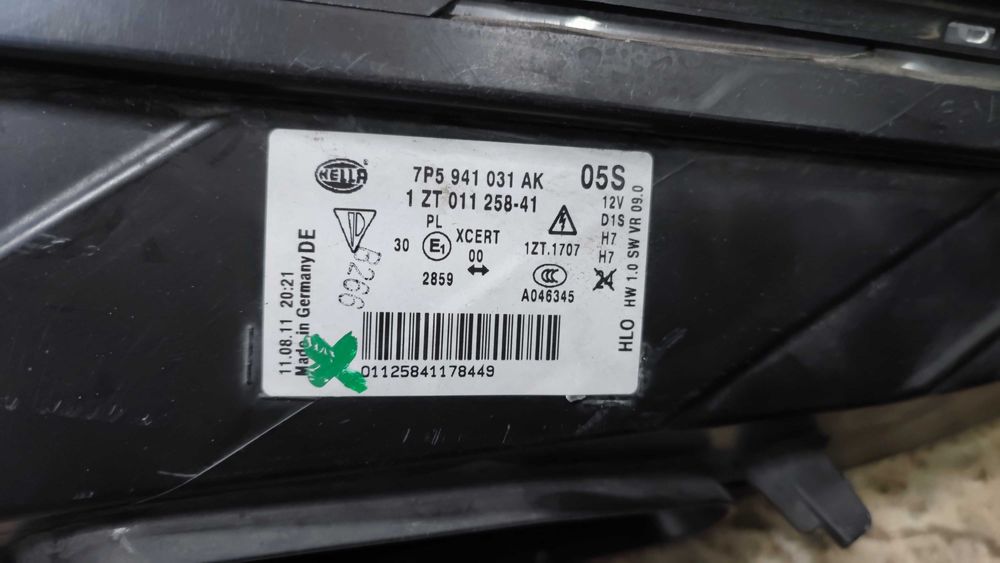 HELLA
7P5 941 031 AK
05S
1 ZT 011 258-41
12V
D1S
H7
H7
24
PL
30
E1
XCERT
00
2859
1ZT.1707
CCC
A046345
B266
11.08.11 20:21
Made in Germany DE
HLO HW 1.0 SW VR 09.0
01125841178449